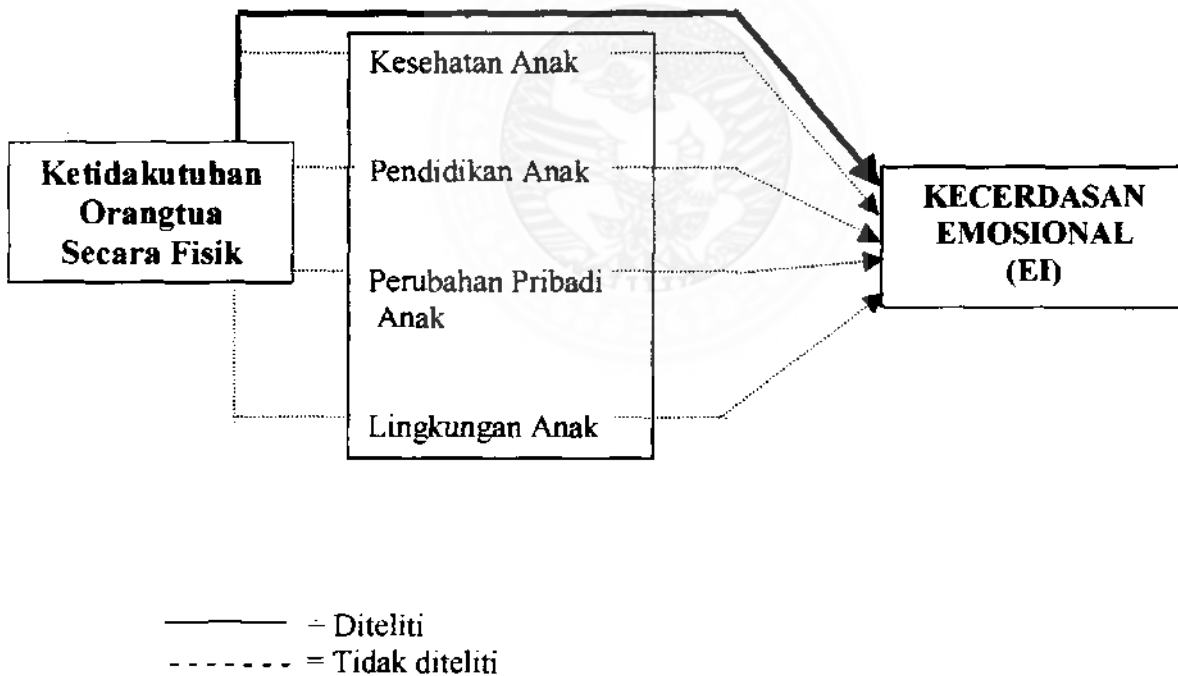 Kesehatan Anak
Ketidakutuhan
Orangtua
Secara Fisik
Pendidikan Anak
Perubahan Pribadi
Anak
Lingkungan Anak
KECERDASAN
EMOSIONAL
(EI)
= Diteliti
= Tidak diteliti